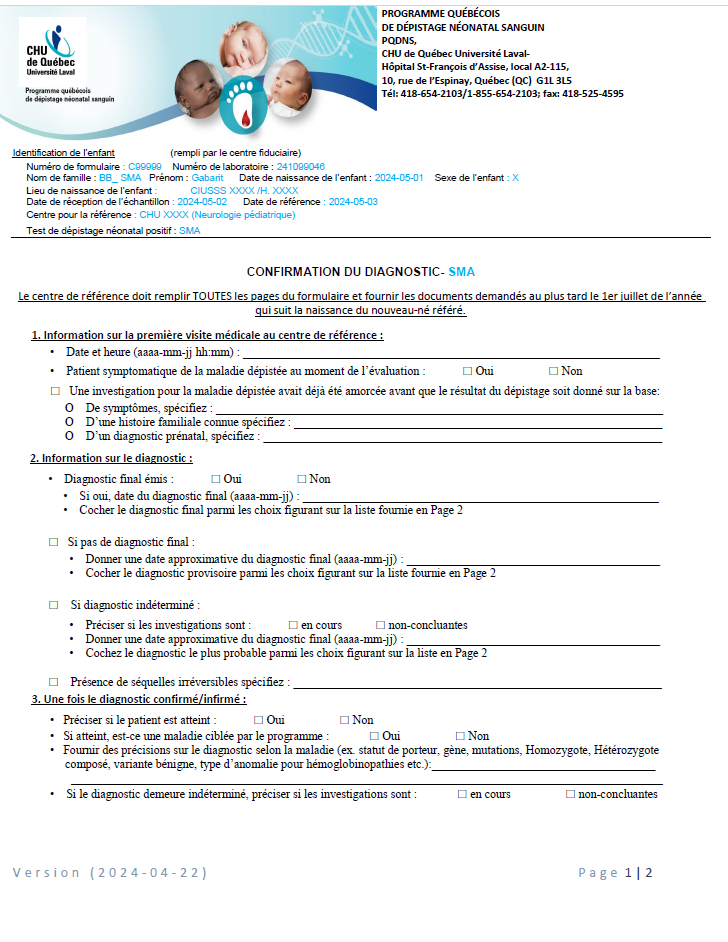 CHU
de Québec
Université Laval
Programme québécois
de dépistage néonatal sanguin
PROGRAMME QUÉBÉCOIS
DE DÉPISTAGE NÉONATAL SANGUIN
PQDNS,
CHU de Québec Université Laval-
Hôpital St-François d’Assise, local A2-115,
10, rue de l’Espinay, Québec (QC) G1L 3L5
Tél: 418-654-2103/1-855-654-2103; fax: 418-525-4595
Identification de l'enfant (rempli par le centre fiduciaire)
Numéro de formulaire : C99999 Numéro de laboratoire : 241099046
Nom de famille : BB_ SMA Prénom : Gabarit Date de naissance de l'enfant : 2024-05-01 Sexe de l'enfant : X
Lieu de naissance de l'enfant : CIUSSS XXXX /H. XXXX
Date de réception de l'échantillon : 2024-05-02 Date de référence : 2024-05-03
Centre pour la référence : CHU XXXX (Neurologie pédiatrique)
Test de dépistage néonatal positif : SMA
CONFIRMATION DU DIAGNOSTIC- SMA
Le centre de référence doit remplir TOUTES les pages du formulaire et fournir les documents demandés au plus tard le 1er juillet de l’année
qui suit la naissance du nouveau-né référé.
1. Information sur la première visite médicale au centre de référence :
• Date et heure (aaaa-mm-jj hh:mm) : ____
• Patient symptomatique de la maladie dépistée au moment de l’évaluation : ☐ Oui ☐ Non
☐ Une investigation pour la maladie dépistée avait déjà été amorcée avant que le résultat du dépistage soit donné sur la base:
O De symptômes, spécifiez : ____
O D’une histoire familiale connue spécifiez : ____
O D’un diagnostic prénatal, spécifiez : ____
2. Information sur le diagnostic :
• Diagnostic final émis : ☐ Oui ☐ Non
• Si oui, date du diagnostic final (aaaa-mm-jj) : ____
• Cocher le diagnostic final parmi les choix figurant sur la liste fournie en Page 2
☐ Si pas de diagnostic final :
• Donner une date approximative du diagnostic final (aaaa-mm-jj) : ____
• Cocher le diagnostic provisoire parmi les choix figurant sur la liste fournie en Page 2
☐ Si diagnostic indéterminé :
• Préciser si les investigations sont : ☐ en cours ☐ non-concluantes
• Donner une date approximative du diagnostic final (aaaa-mm-jj) : ____
• Cochez le diagnostic le plus probable parmi les choix figurant sur la liste en Page 2
☐ Présence de séquelles irréversibles spécifiez : ____
3. Une fois le diagnostic confirmé/infirmé :
• Préciser si le patient est atteint : ☐ Oui ☐ Non
• Si atteint, est-ce une maladie ciblée par le programme : ☐ Oui ☐ Non
• Fournir des précisions sur le diagnostic selon la maladie (ex. statut de porteur, gène, mutations, Homozygote, Hétérozygote
composé, variante bénigne, type d’anomalie pour hémoglobinopathies etc.):____
• Si le diagnostic demeure indéterminé, préciser si les investigations sont : ☐ en cours ☐ non-concluantes
Version (2024-04-22) Page 1|2